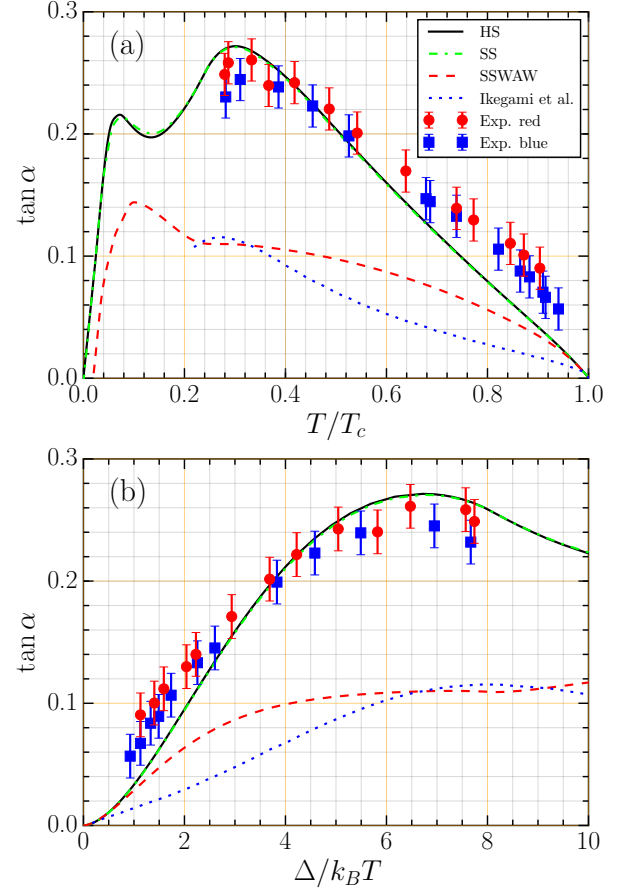 0.3
(a)
HS
SS
SSWAW
Ikegami et al.
Exp. red
Exp. blue
0.2
tan α
0.1
0.0
0.0 0.2 0.4 0.6 0.8 1.0
T/T_c
0.3
(b)
0.2
tan α
0.1
0.0
0 2 4 6 8 10
Δ/k_BT